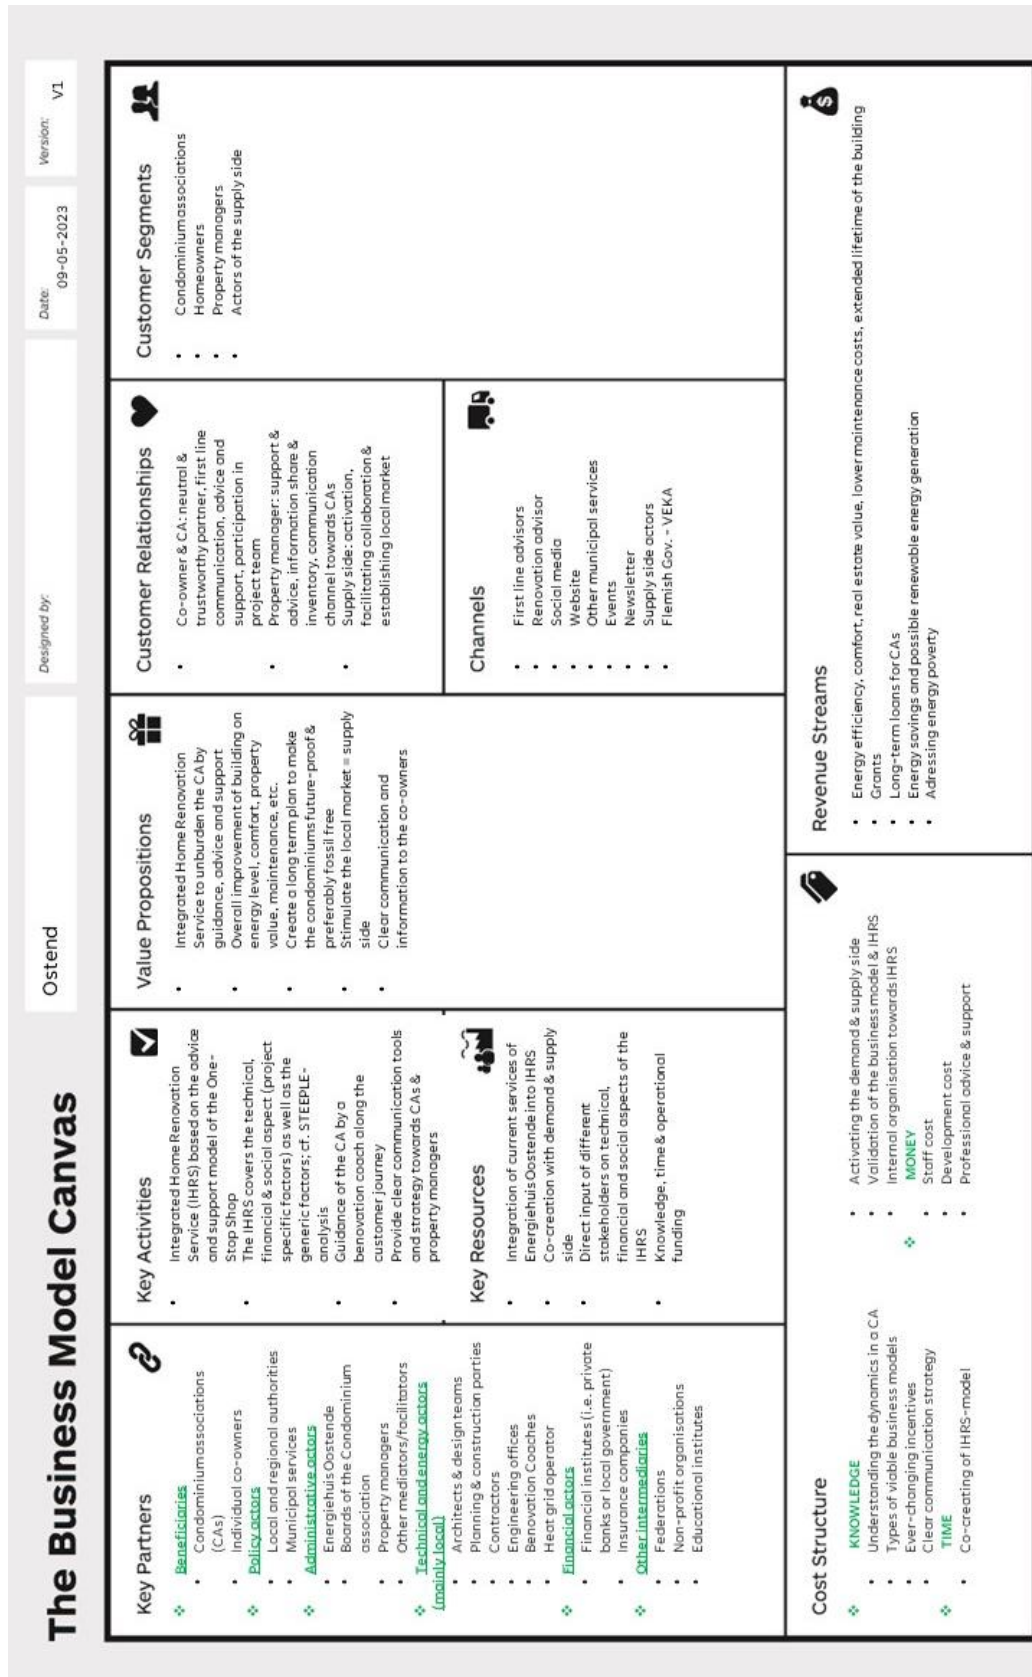 The Business Model Canvas
Ostend
Designed by:
Date:
09-05-2023
Version:
V1
Key Partners
Beneficiaries
• Condominiumassociations
(CAs)
• Individual co-owners
Policy actors
• Local and regional authorities
• Municipal services
Administrative actors
• Energiehuis Oostende
• Boards of the Condominium
association
• Property managers
• Other mediators/facilitators
Technical and energy actors
(mainly local)
• Architects & design teams
• Planning & construction parties
• Contractors
• Engineering offices
• Benovation Coaches
• Heat grid operator
Financial actors
• Financial institutes (i.e. private
banks or local government)
• Insurance companies
Other intermediaries
• Federations
• Non-profit organisations
• Educational institutes
Key Activities
• Integrated Home Renovation
Service (IHRS) based on the advice
and support model of the One-
Stop Shop
• The IHRS covers the technical,
financial & social aspect (project
specific factors) as well as the
generic factors; cf. STEEPLE-
analysis
• Guidance of the CA by a
benovation coach along the
customer journey
• Provide clear communication tools
and strategy towards CAs &
property managers
Key Resources
• Integration of current services of
Energiehuis Oostende into IHRS
• Co-creation with demand & supply
side
• Direct input of different
stakeholders on technical,
financial and social aspects of the
IHRS
• Knowledge, time & operational
funding
Value Propositions
• Integrated Home Renovation
Service to unburden the CA by
guidance, advice and support
• Overall improvement of building on
energy level, comfort, property
value, maintenance, etc.
• Create a long term plan to make
the condominiums future-proof &
preferably fossil free
• Stimulate the local market = supply
side
• Clear communication and
information to the co-owners
Customer Relationships
• Co-owner & CA: neutral &
trustworthy partner, first line
communication, advice and
support, participation in
project team
• Property manager: support &
advice, information share &
inventory, communication
channel towards CAs
• Supply side: activation,
facilitating collaboration &
establishing local market
Channels
• First line advisors
• Renovation advisor
• Social media
• Website
• Other municipal services
• Events
• Newsletter
• Supply side actors
• Flemish Gov. - VEKA
Customer Segments
• Condominiumassociations
• Homeowners
• Property managers
• Actors of the supply side
Cost Structure
KNOWLEDGE
• Understanding the dynamics in a CA
• Types of viable business models
• Ever-changing incentives
• Clear communication strategy
TIME
• Co-creating of IHRS-model
• Activating the demand & supply side
• Validation of the business model & IHRS
• Internal organisation towards IHRS
MONEY
• Staff cost
• Development cost
• Professional advice & support
Revenue Streams
• Energy efficiency, comfort, real estate value, lower maintenance costs, extended lifetime of the building
• Grants
• Long-term loans for CAs
• Energy savings and possible renewable energy generation
• Adressing energy poverty